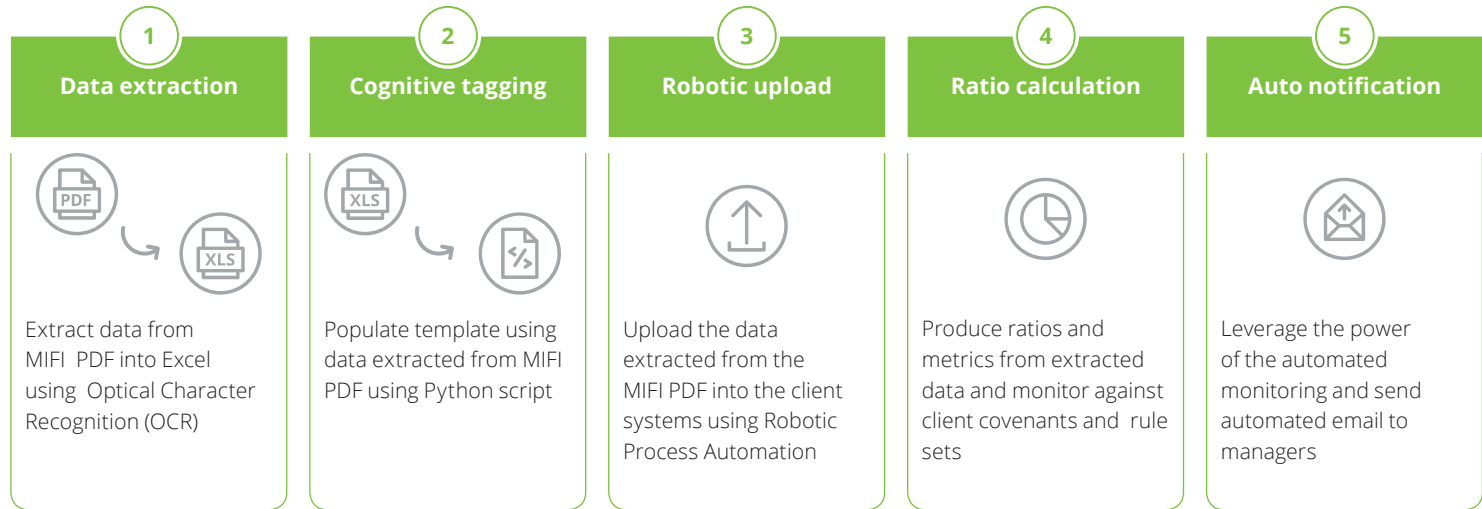 1
Data extraction
PDF
XLS
Extract data from
MIFI PDF into Excel
using Optical Character
Recognition (OCR)
2
Cognitive tagging
XLS
</>
Populate template using
data extracted from MIFI
PDF using Python script
3
Robotic upload
Upload the data
extracted from the
MIFI PDF into the client
systems using Robotic
Process Automation
4
Ratio calculation
Produce ratios and
metrics from extracted
data and monitor against
client covenants and rule
sets
5
Auto notification
Leverage the power
of the automated
monitoring and send
automated email to
managers